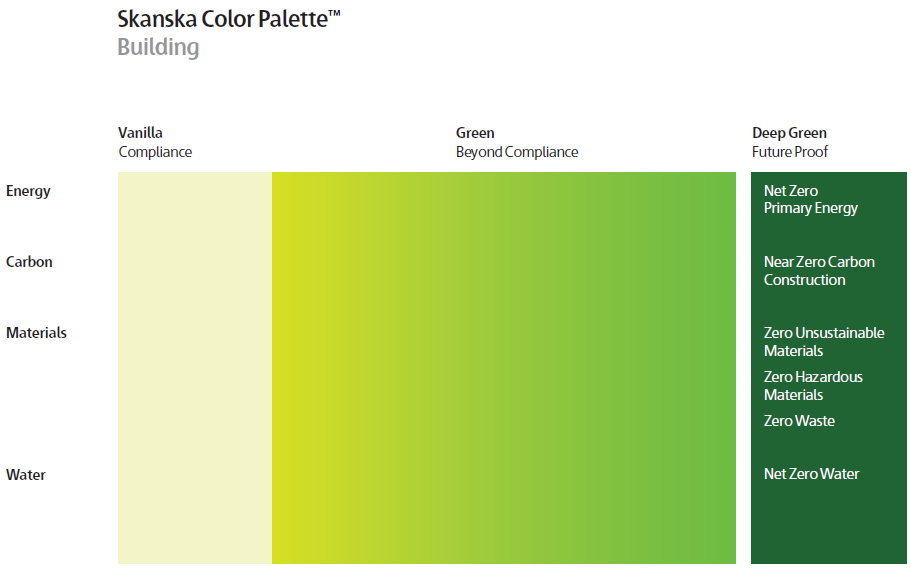 Skanska Color Palette™
Building
Vanilla
Compliance
Green
Beyond Compliance
Deep Green
Future Proof
Energy
Net Zero
Primary Energy
Carbon
Near Zero Carbon
Construction
Materials
Zero Unsustainable
Materials
Zero Hazardous
Materials
Zero Waste
Water
Net Zero Water